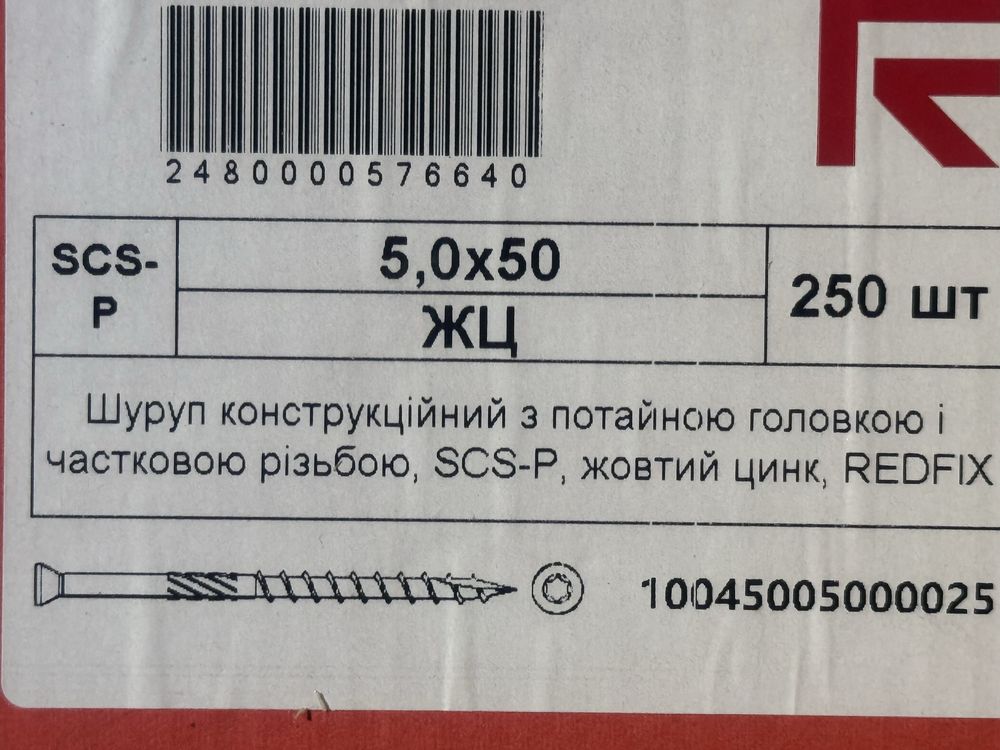 2480000576640
SCS-
P
5,0x50
ЖЦ
250 шт
Шуруп конструкційний з потайною головкою і
частковою різьбою, SCS-P, жовтий цинк, REDFIX
10045005000025